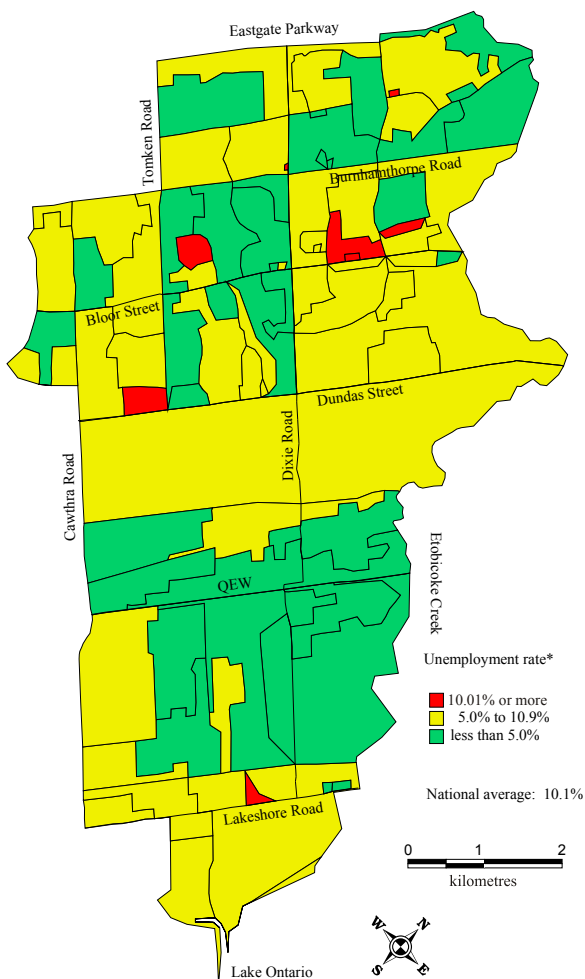 Eastgate Parkway
Tomken Road
Burnhamthorpe Road
Bloor Street
Dundas Street
Dixie Road
Cawthra Road
Etobicoke Creek
QEW
Unemployment rate*
10.01% or more
5.0% to 10.9%
less than 5.0%
National average: 10.1%
Lakeshore Road
0 1 2
kilometres
W N
S E
Lake Ontario